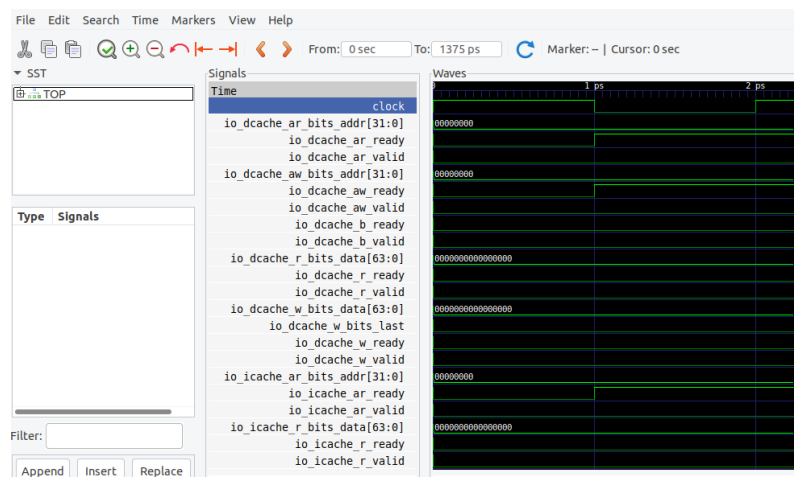 File Edit Search Time Markers View Help
From: 0 sec To: 1375 ps Marker: -- | Cursor: 0 sec
SST
TOP
Type Signals
Filter:
Append Insert Replace
Signals
Time
clock
io_dcache_ar_bits_addr[31:0]
io_dcache_ar_ready
io_dcache_ar_valid
io_dcache_aw_bits_addr[31:0]
io_dcache_aw_ready
io_dcache_aw_valid
io_dcache_b_ready
io_dcache_b_valid
io_dcache_r_bits_data[63:0]
io_dcache_r_ready
io_dcache_r_valid
io_dcache_w_bits_data[63:0]
io_dcache_w_bits_last
io_dcache_w_ready
io_dcache_w_valid
io_icache_ar_bits_addr[31:0]
io_icache_ar_ready
io_icache_ar_valid
io_icache_r_bits_data[63:0]
io_icache_r_ready
io_icache_r_valid
Waves
1 ps 2 ps
00000000
00000000
0000000000000000
0000000000000000
00000000
0000000000000000